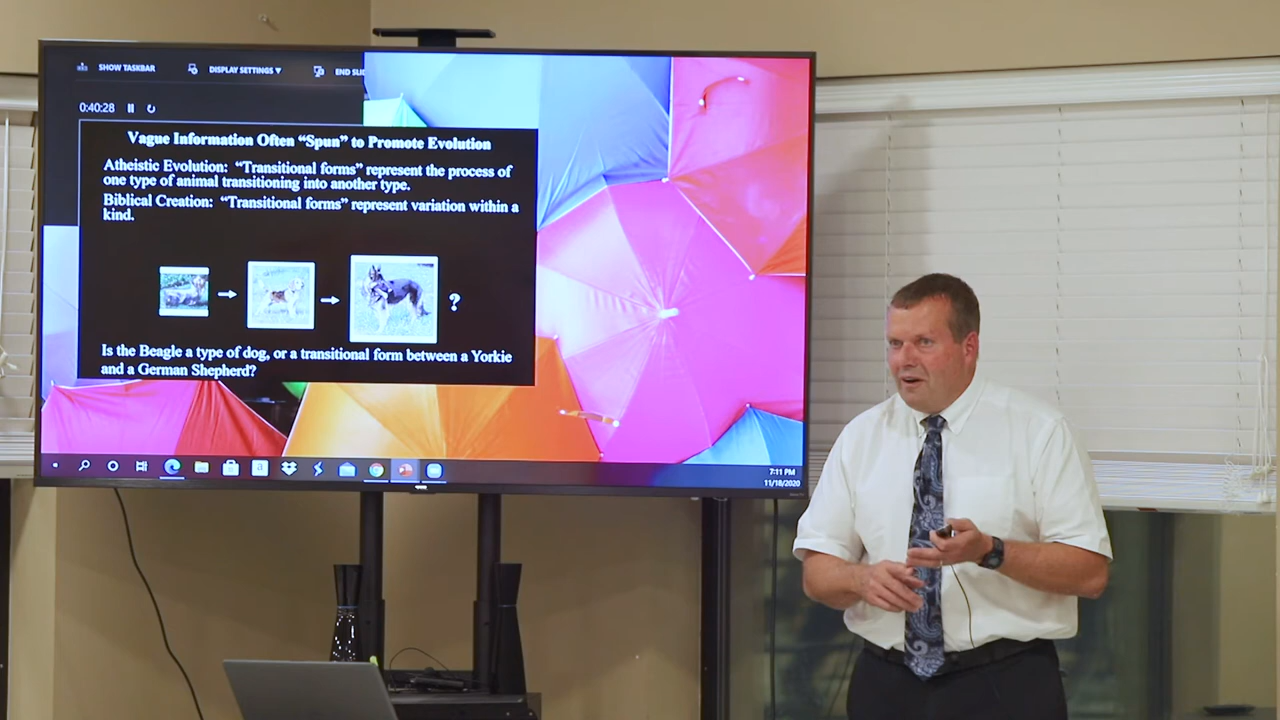 SHOW TASKBAR
DISPLAY SETTINGS ▼
END SLI
0:40:28
Vague Information Often “Spun” to Promote Evolution
Atheistic Evolution: “Transitional forms” represent the process of
one type of animal transitioning into another type.
Biblical Creation: “Transitional forms” represent variation within a
kind.
?
Is the Beagle a type of dog, or a transitional form between a Yorkie
and a German Shepherd?
a
7:11 PM
11/18/2020